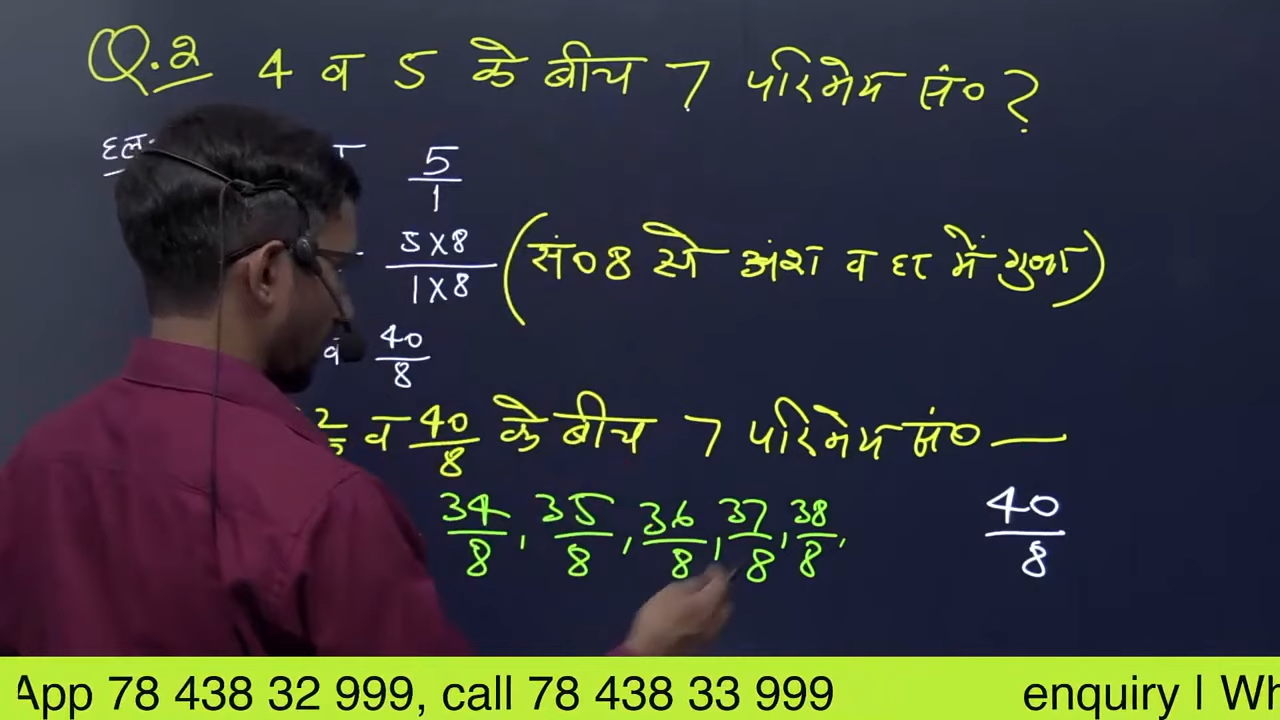 Q.2 4 व 5 के बीच 7 परिमेय सं० ?
हल:
5/1
5×8/1×8 (सं० 8 से अंश व हर में गुणा)
व 40/8
व 40/8 के बीच 7 परिमेय सं० —
34/8, 35/8, 36/8, 37/8, 38/8, 40/8
App 78 438 32 999, call 78 438 33 999 enquiry | Wh